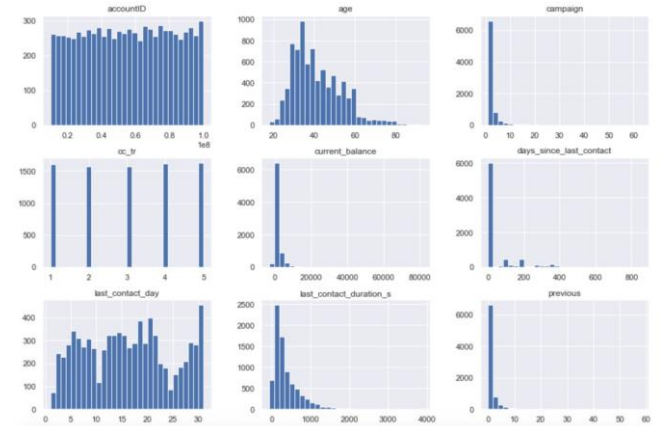 accountID
300
250
200
150
100
50
0
0.2 0.4 0.6 0.8 1.0
1e8
age
1000
800
600
400
200
0
20 40 60 80
campaign
6000
4000
2000
0
0 10 20 30 40 50 60
cc_tr
1500
1000
500
0
1 2 3 4 5
current_balance
6000
4000
2000
0
0 20000 40000 60000 80000
days_since_last_contact
6000
4000
2000
0
0 200 400 600 800
last_contact_day
400
300
200
100
0
0 5 10 15 20 25 30
last_contact_duration_s
2500
2000
1500
1000
500
0
0 1000 2000 3000 4000
previous
6000
4000
2000
0
0 10 20 30 40 50 60